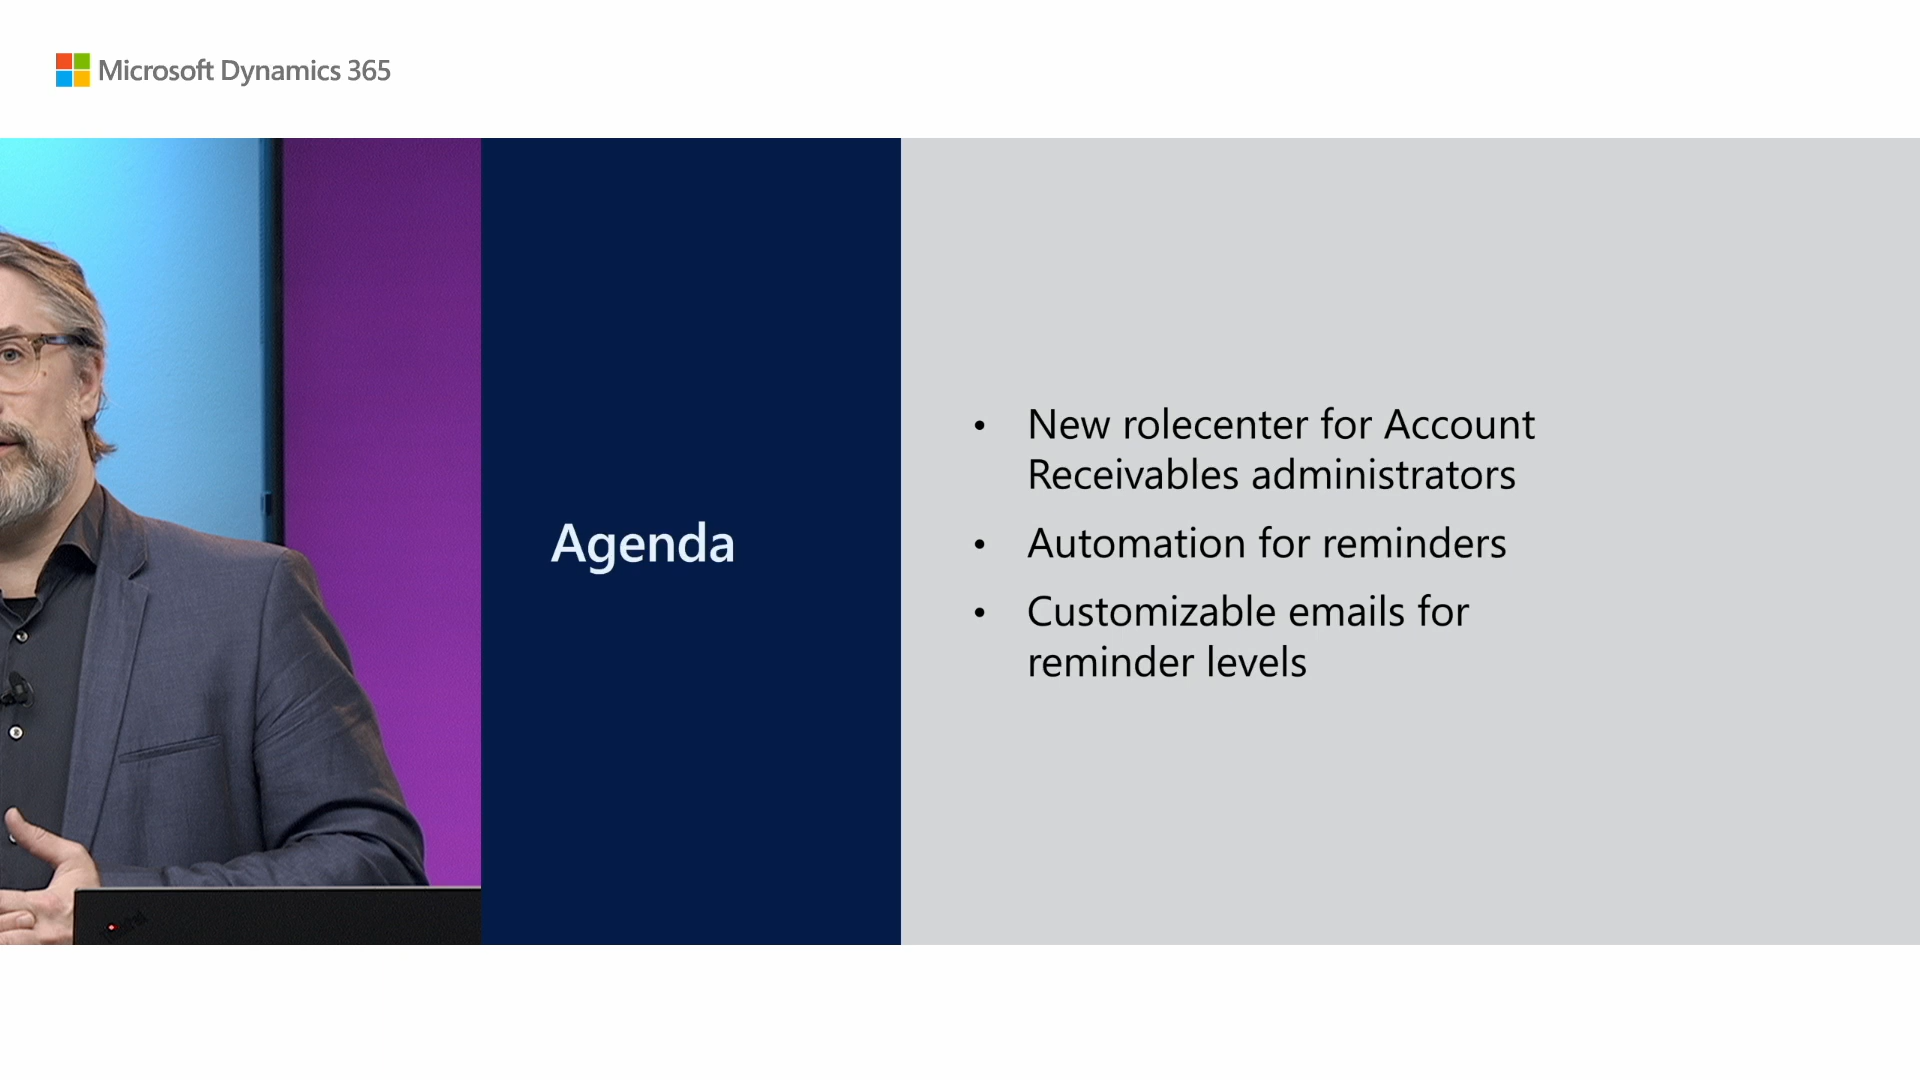 Microsoft Dynamics 365
Agenda
• New rolecenter for Account
Receivables administrators
• Automation for reminders
• Customizable emails for
reminder levels